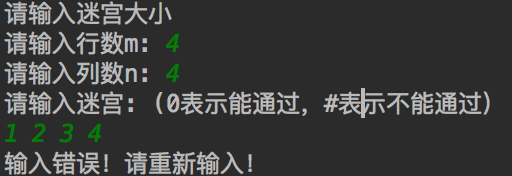 请输入迷宫大小
请输入行数m: 4
请输入列数n: 4
请输入迷宫: (0表示能通过, #表示不能通过)
1 2 3 4
输入错误! 请重新输入!